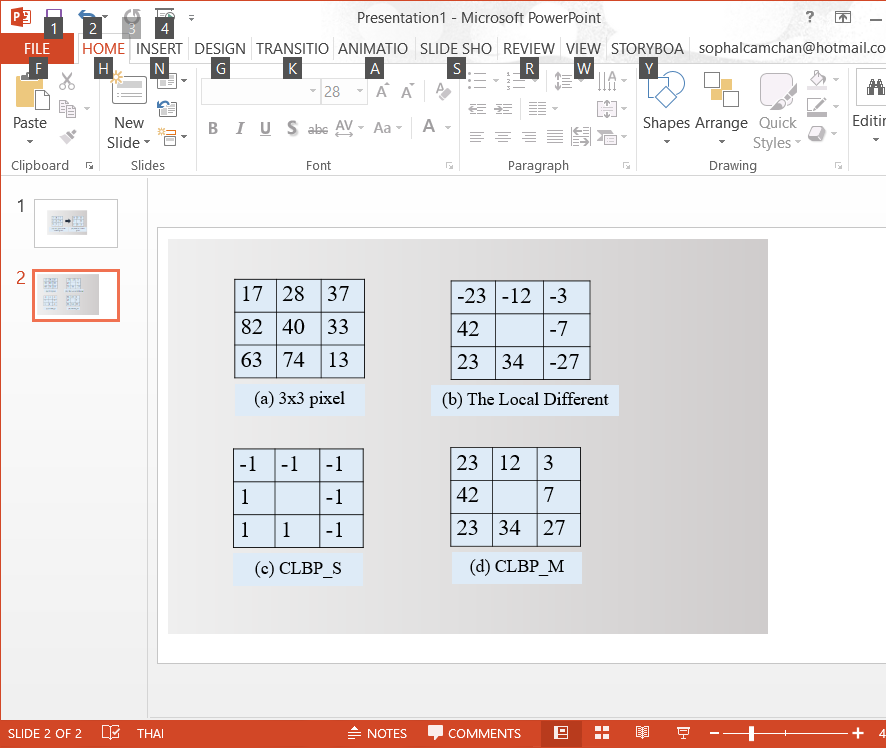 Presentation1 - Microsoft PowerPoint ?
1 2 3 4
FILE HOME INSERT DESIGN TRANSITIO ANIMATIO SLIDE SHO REVIEW VIEW STORYBOA sophalcamchan@hotmail.co
F H N G K A S R W Y
28
Paste New Slide B I U S abc AV Aa A Shapes Arrange Quick Styles Editin
Clipboard Slides Font Paragraph Drawing
1
2
17 28 37
82 40 33
63 74 13
(a) 3x3 pixel
-23 -12 -3
42 -7
23 34 -27
(b) The Local Different
-1 -1 -1
1 -1
1 1 -1
(c) CLBP_S
23 12 3
42 7
23 34 27
(d) CLBP_M
SLIDE 2 OF 2 THAI NOTES COMMENTS 4